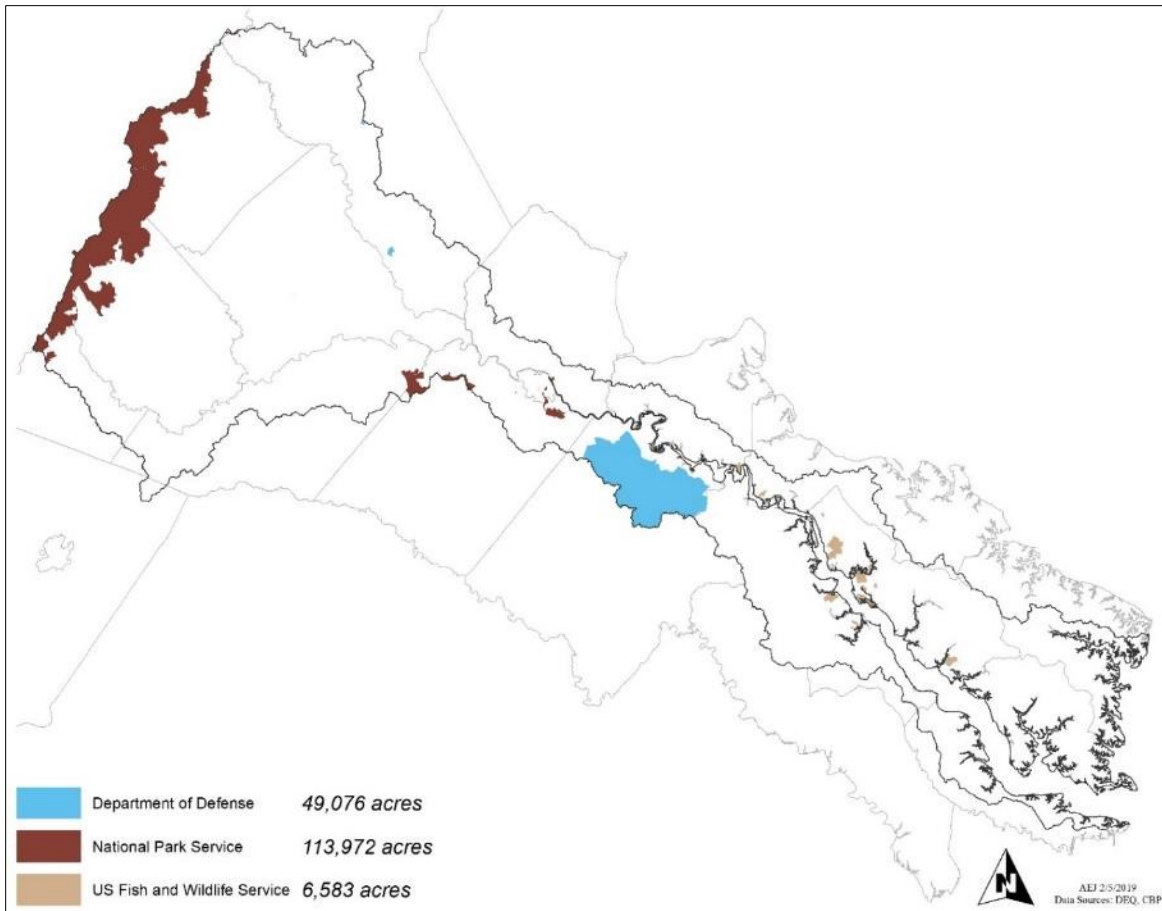 Department of Defense 49,076 acres
National Park Service 113,972 acres
US Fish and Wildlife Service 6,583 acres
N
AEJ 2/5/2019
Data Sources: DEQ, CBP